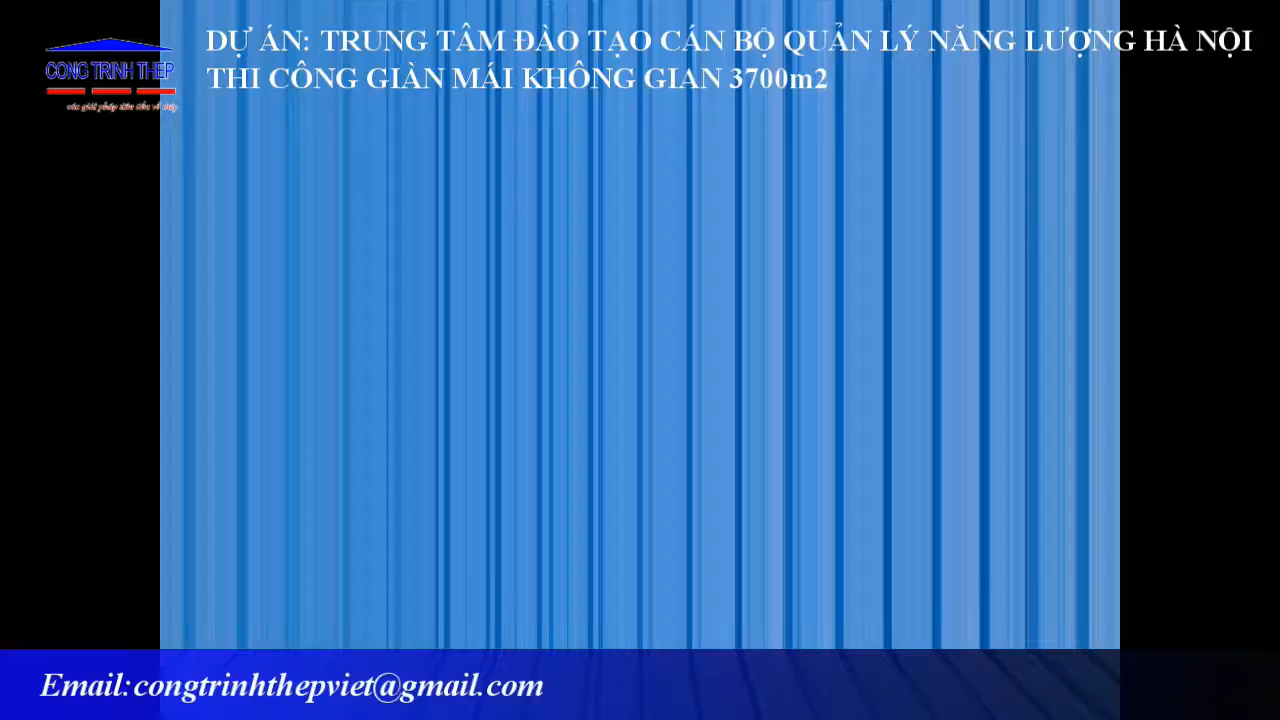 DỰ ÁN: TRUNG TÂM ĐÀO TẠO CÁN BỘ QUẢN LÝ NĂNG LƯỢNG HÀ NỘI
THI CÔNG GIÀN MÁI KHÔNG GIAN 3700m2
CONG TRINH THEP
Email:congtrinhthepviet@gmail.com